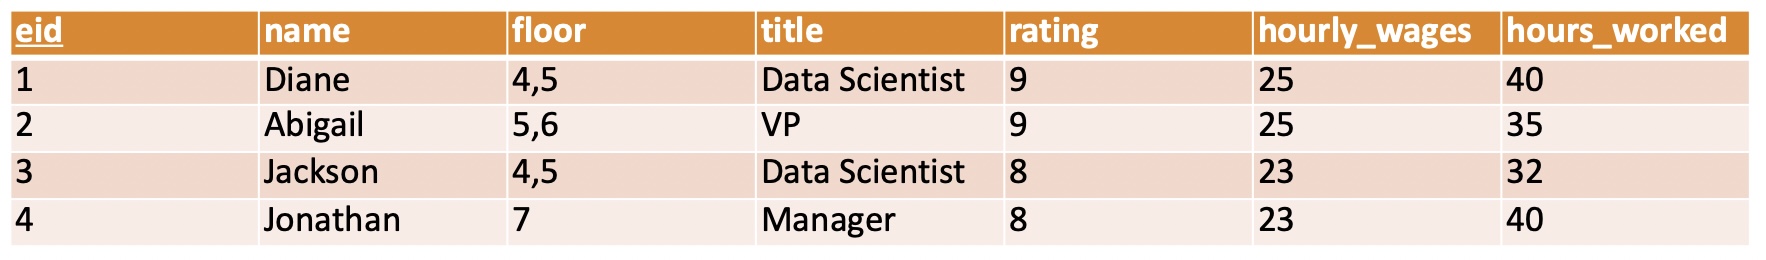 eid name floor title rating hourly_wages hours_worked
1 Diane 4,5 Data Scientist 9 25 40
2 Abigail 5,6 VP 9 25 35
3 Jackson 4,5 Data Scientist 8 23 32
4 Jonathan 7 Manager 8 23 40